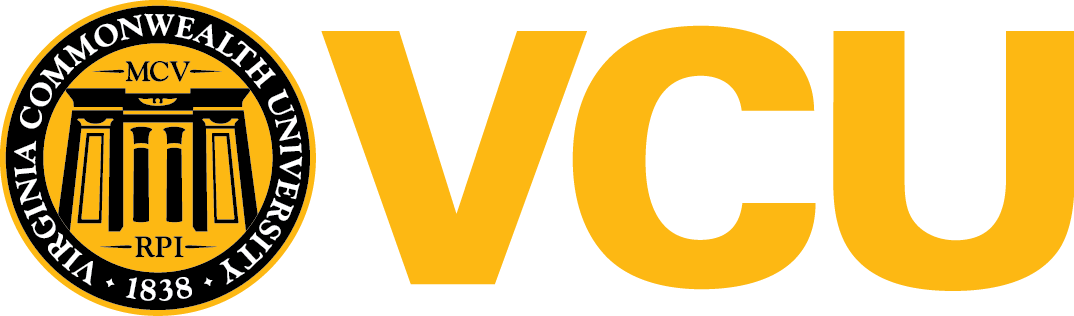 VIRGINIA COMMONWEALTH UNIVERSITY
MCV
RPI
· 1838 ·
VCU